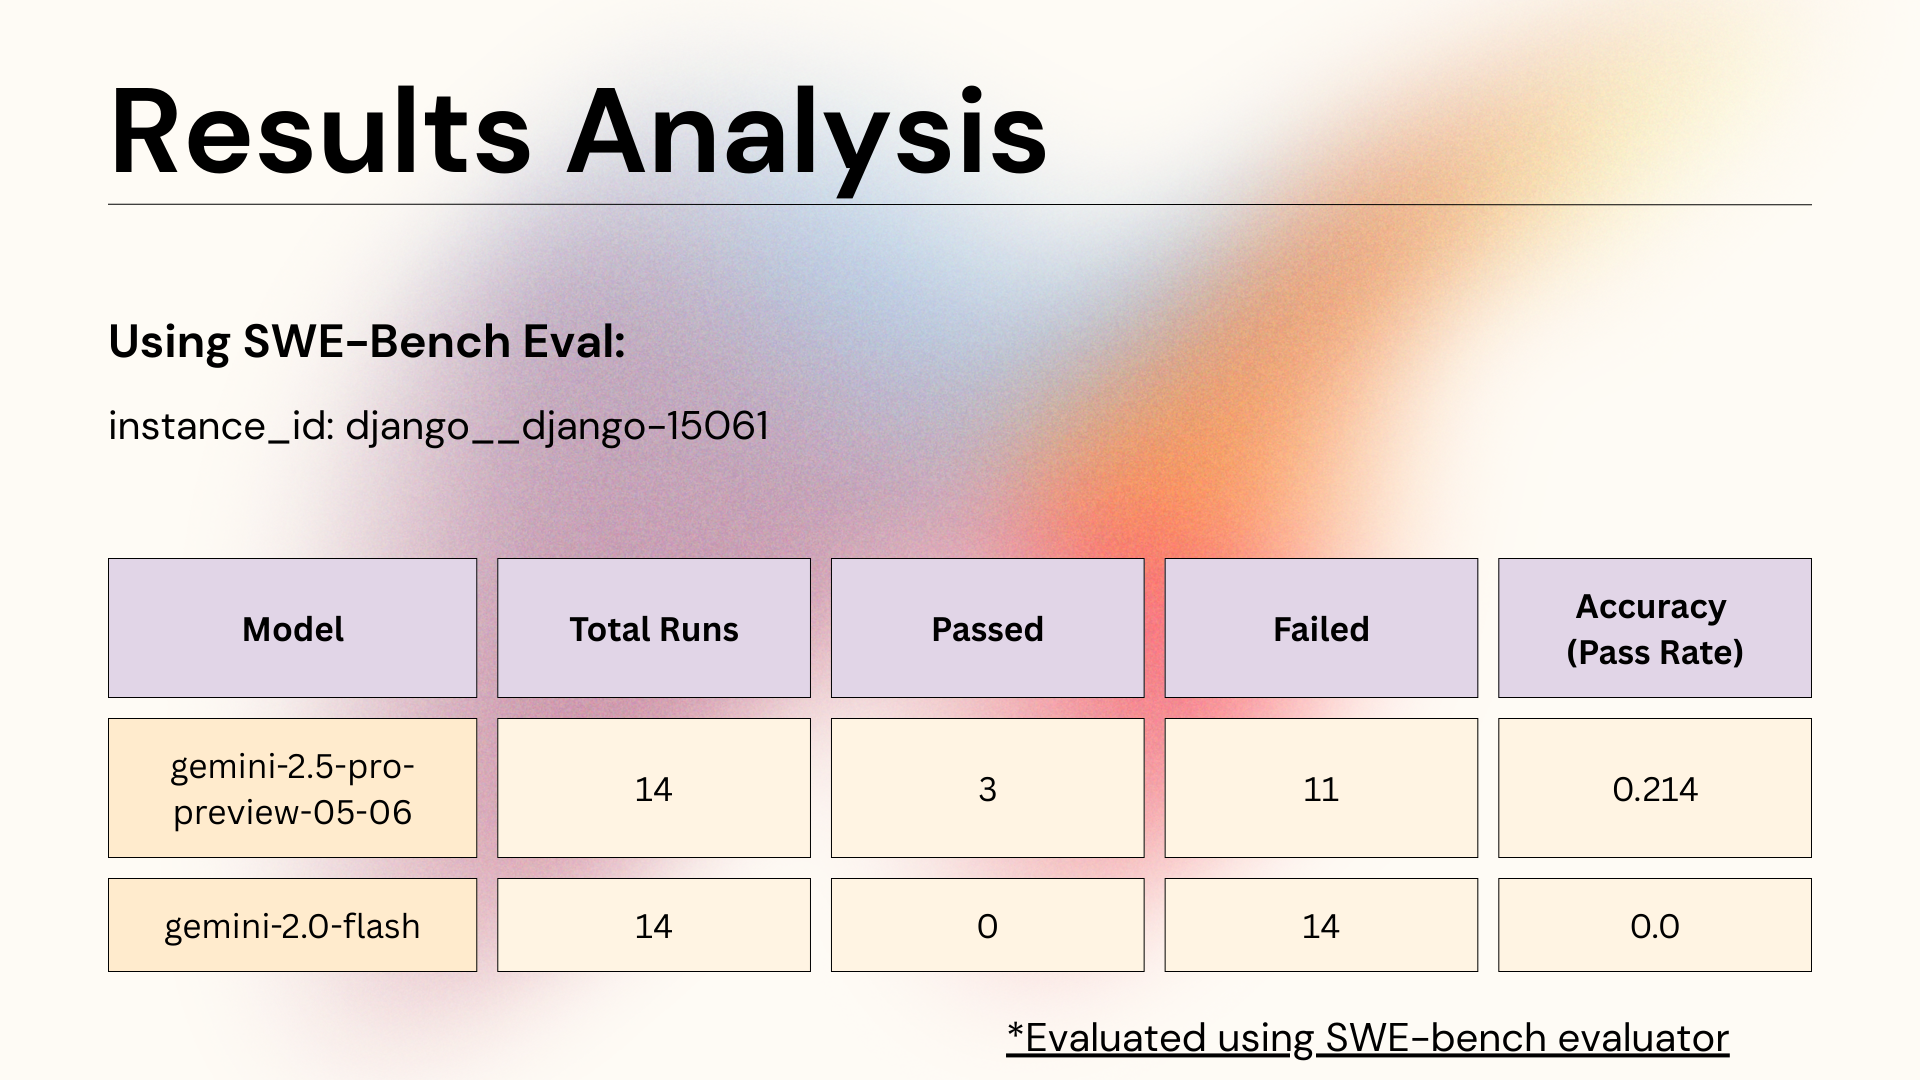 Results Analysis
Using SWE-Bench Eval:
instance_id: django__django-15061
Model
Total Runs
Passed
Failed
Accuracy
(Pass Rate)
gemini-2.5-pro-
preview-05-06
14
3
11
0.214
gemini-2.0-flash
14
0
14
0.0
*Evaluated using SWE-bench evaluator